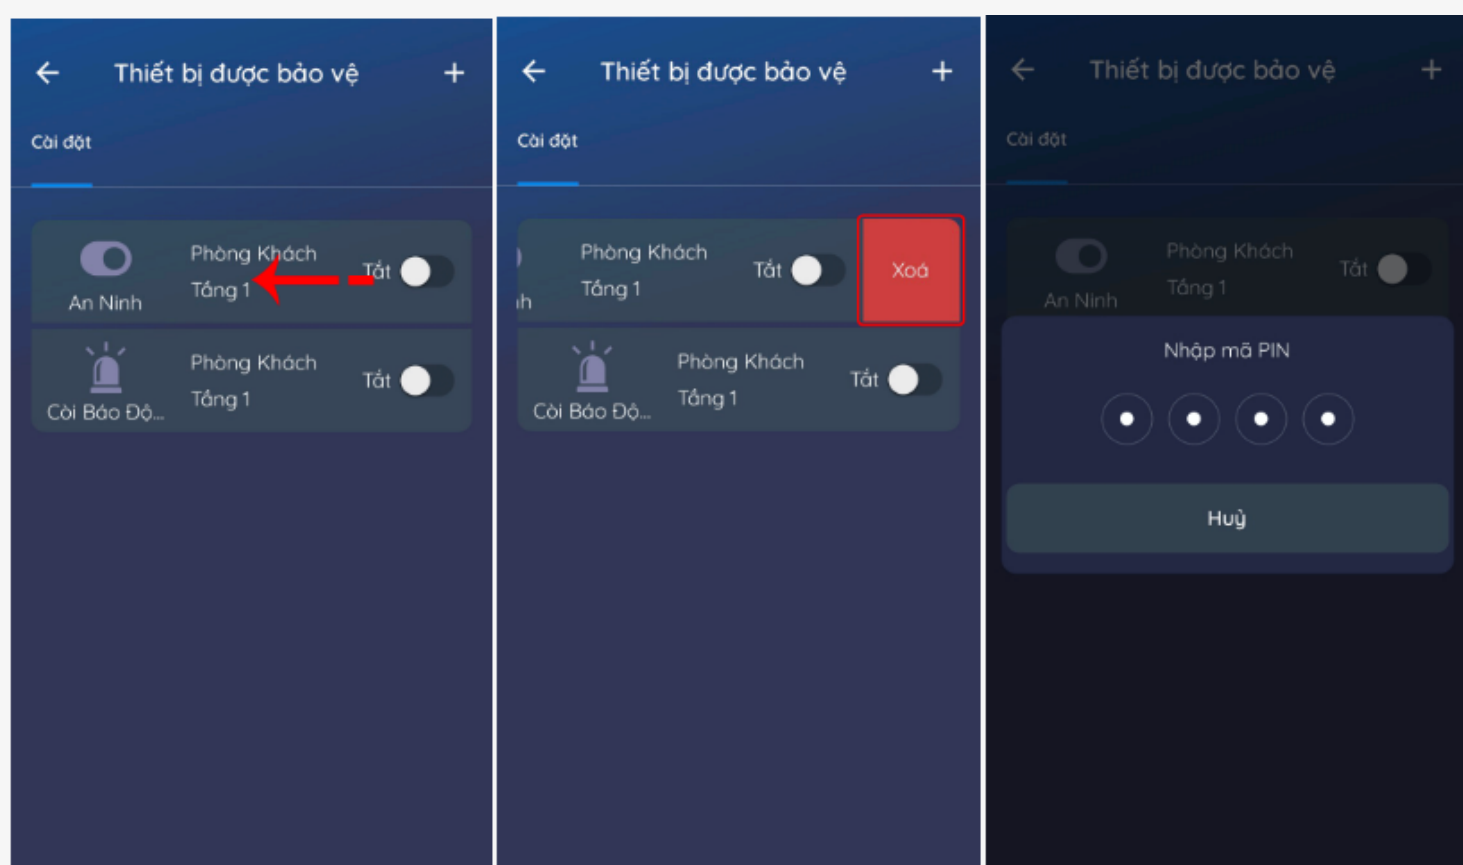 Thiết bị được bảo vệ
Cài đặt
Phòng Khách
Tầng 1
Tắt
An Ninh
Phòng Khách
Tầng 1
Tắt
Còi Báo Độ...
Thiết bị được bảo vệ
Cài đặt
Phòng Khách
Tầng 1
Tắt
Xoá
nh
Phòng Khách
Tầng 1
Tắt
Còi Báo Độ...
Thiết bị được bảo vệ
Cài đặt
Phòng Khách
Tầng 1
Tắt
An Ninh
Nhập mã PIN
Huỷ